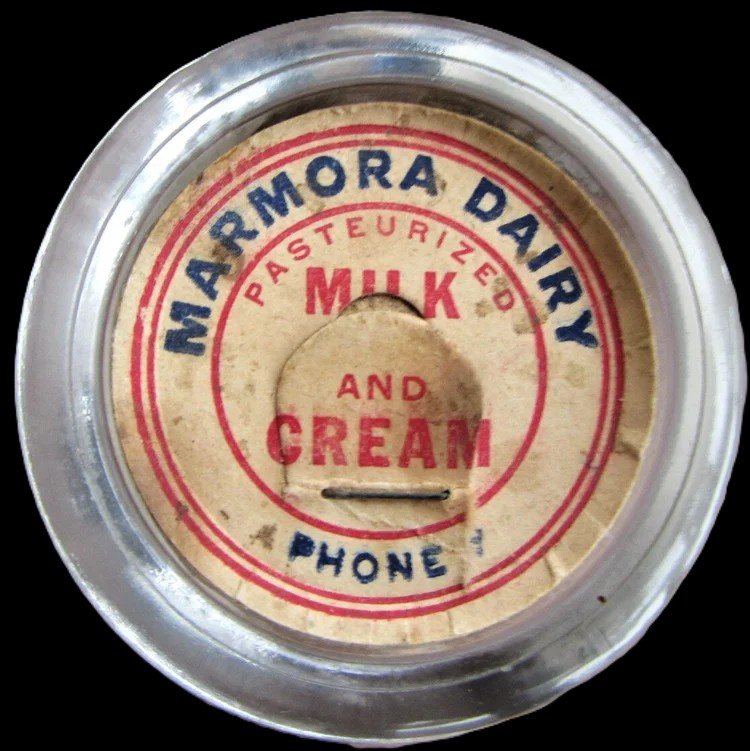 MARMORA DAIRY
PASTEURIZED
MILK
AND
CREAM
PHONE